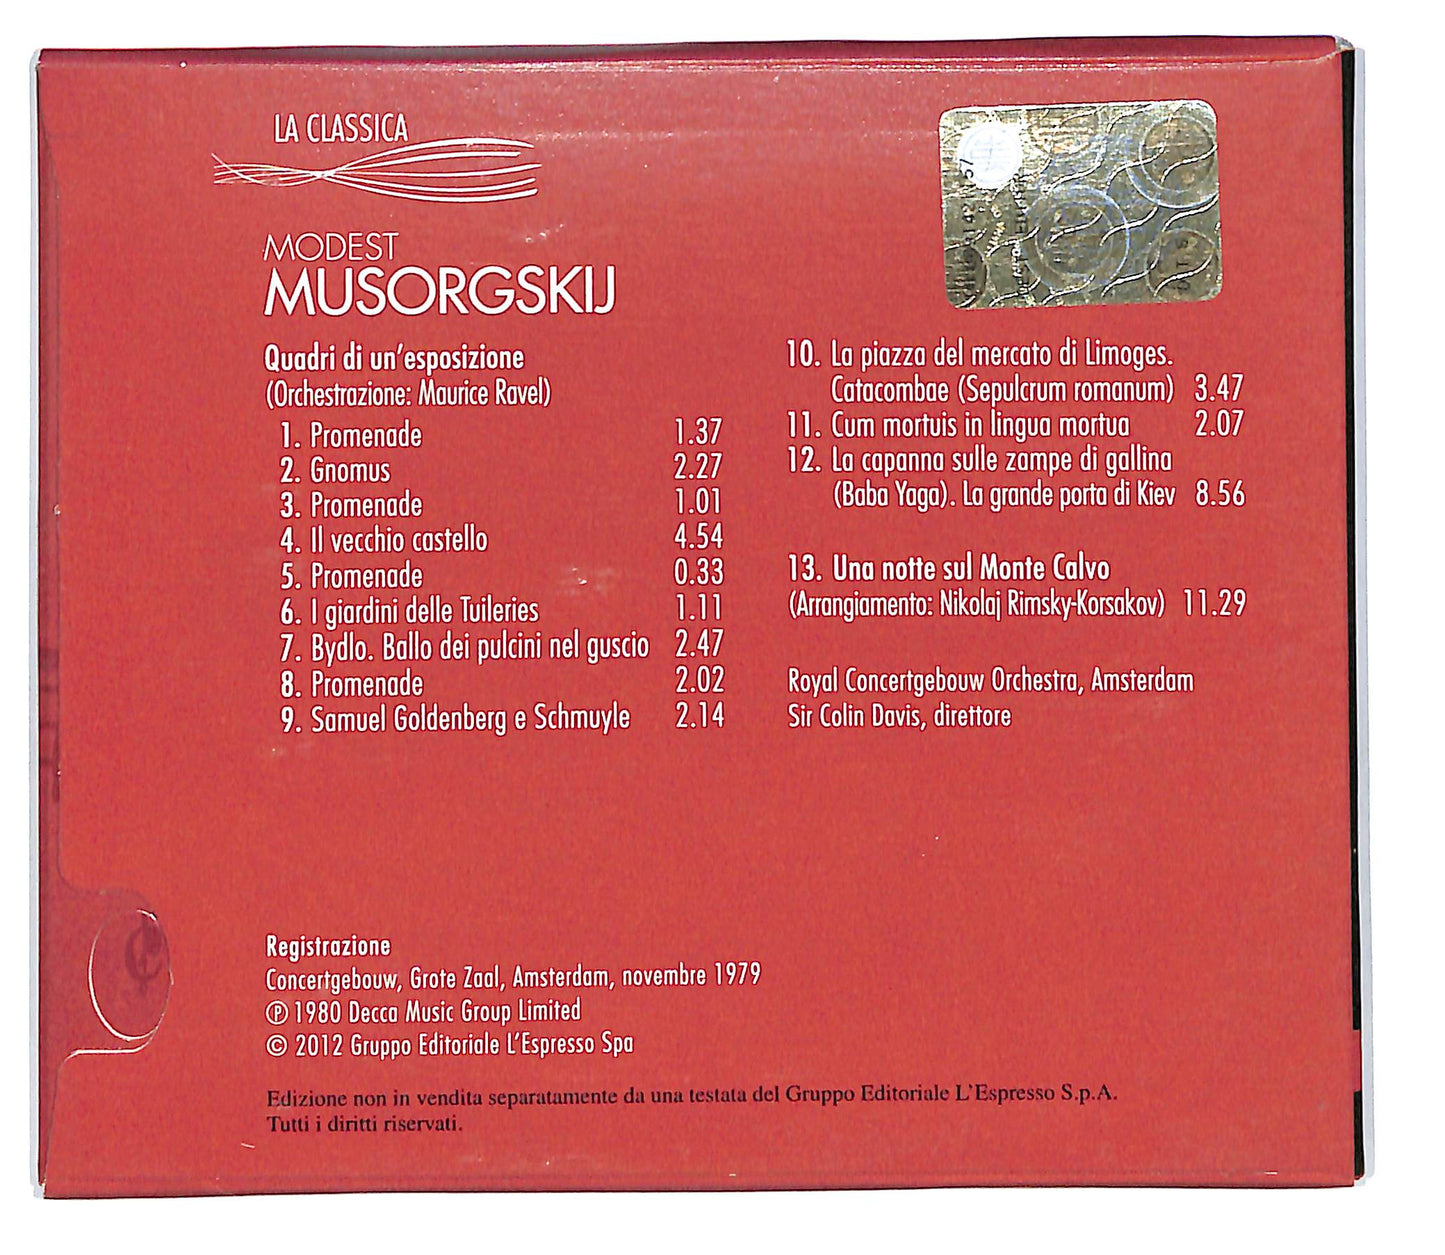 LA CLASSICA
MODEST
MUSORGSKIJ
Quadri di un'esposizione
(Orchestrazione: Maurice Ravel)
1. Promenade 1.37
2. Gnomus 2.27
3. Promenade 1.01
4. Il vecchio castello 4.54
5. Promenade 0.33
6. I giardini delle Tuileries 1.11
7. Bydlo. Ballo dei pulcini nel guscio 2.47
8. Promenade 2.02
9. Samuel Goldenberg e Schmuyle 2.14
10. La piazza del mercato di Limoges.
Catacombae (Sepulcrum romanum) 3.47
11. Cum mortuis in lingua mortua 2.07
12. La capanna sulle zampe di gallina
(Baba Yaga). La grande porta di Kiev 8.56
13. Una notte sul Monte Calvo
(Arrangiamento: Nikolaj Rimsky-Korsakov) 11.29
Royal Concertgebouw Orchestra, Amsterdam
Sir Colin Davis, direttore
Registrazione
Concertgebouw, Grote Zaal, Amsterdam, novembre 1979
℗ 1980 Decca Music Group Limited
© 2012 Gruppo Editoriale L'Espresso Spa
Edizione non in vendita separatamente da una testata del Gruppo Editoriale L'Espresso S.p.A.
Tutti i diritti riservati.